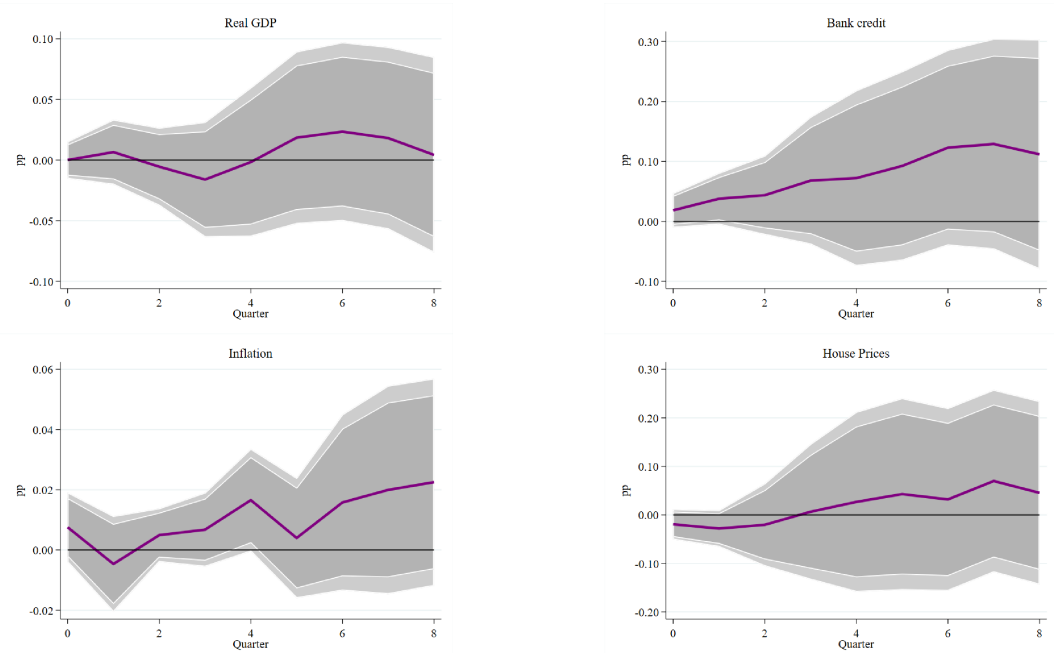 Real GDP
0.10
0.05
0.00
-0.05
-0.10
pp
0 2 4 6 8
Quarter
Bank credit
0.30
0.20
0.10
0.00
-0.10
pp
0 2 4 6 8
Quarter
Inflation
0.06
0.04
0.02
0.00
-0.02
pp
0 2 4 6 8
Quarter
House Prices
0.30
0.20
0.10
0.00
-0.10
-0.20
pp
0 2 4 6 8
Quarter